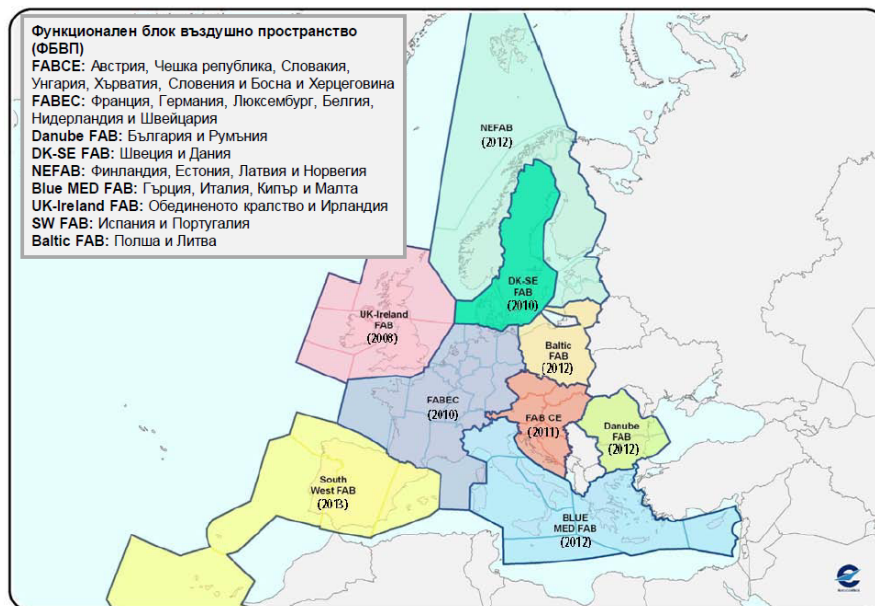 Функционален блок въздушно пространство
(ФБВП)
FABCE: Австрия, Чешка република, Словакия,
Унгария, Хърватия, Словения и Босна и Херцеговина
FABEC: Франция, Германия, Люксембург, Белгия,
Нидерландия и Швейцария
Danube FAB: България и Румъния
DK-SE FAB: Швеция и Дания
NEFAB: Финландия, Естония, Латвия и Норвегия
Blue MED FAB: Гърция, Италия, Кипър и Малта
UK-Ireland FAB: Обединеното кралство и Ирландия
SW FAB: Испания и Португалия
Baltic FAB: Полша и Литва
NEFAB
(2012)
DK-SE
FAB
(2010)
UK-Ireland
FAB
(2008)
Baltic
FAB
(2012)
FABEC
(2010)
FAB CE
(2011)
Danube
FAB
(2012)
South
West FAB
(2013)
BLUE
MED FAB
(2012)